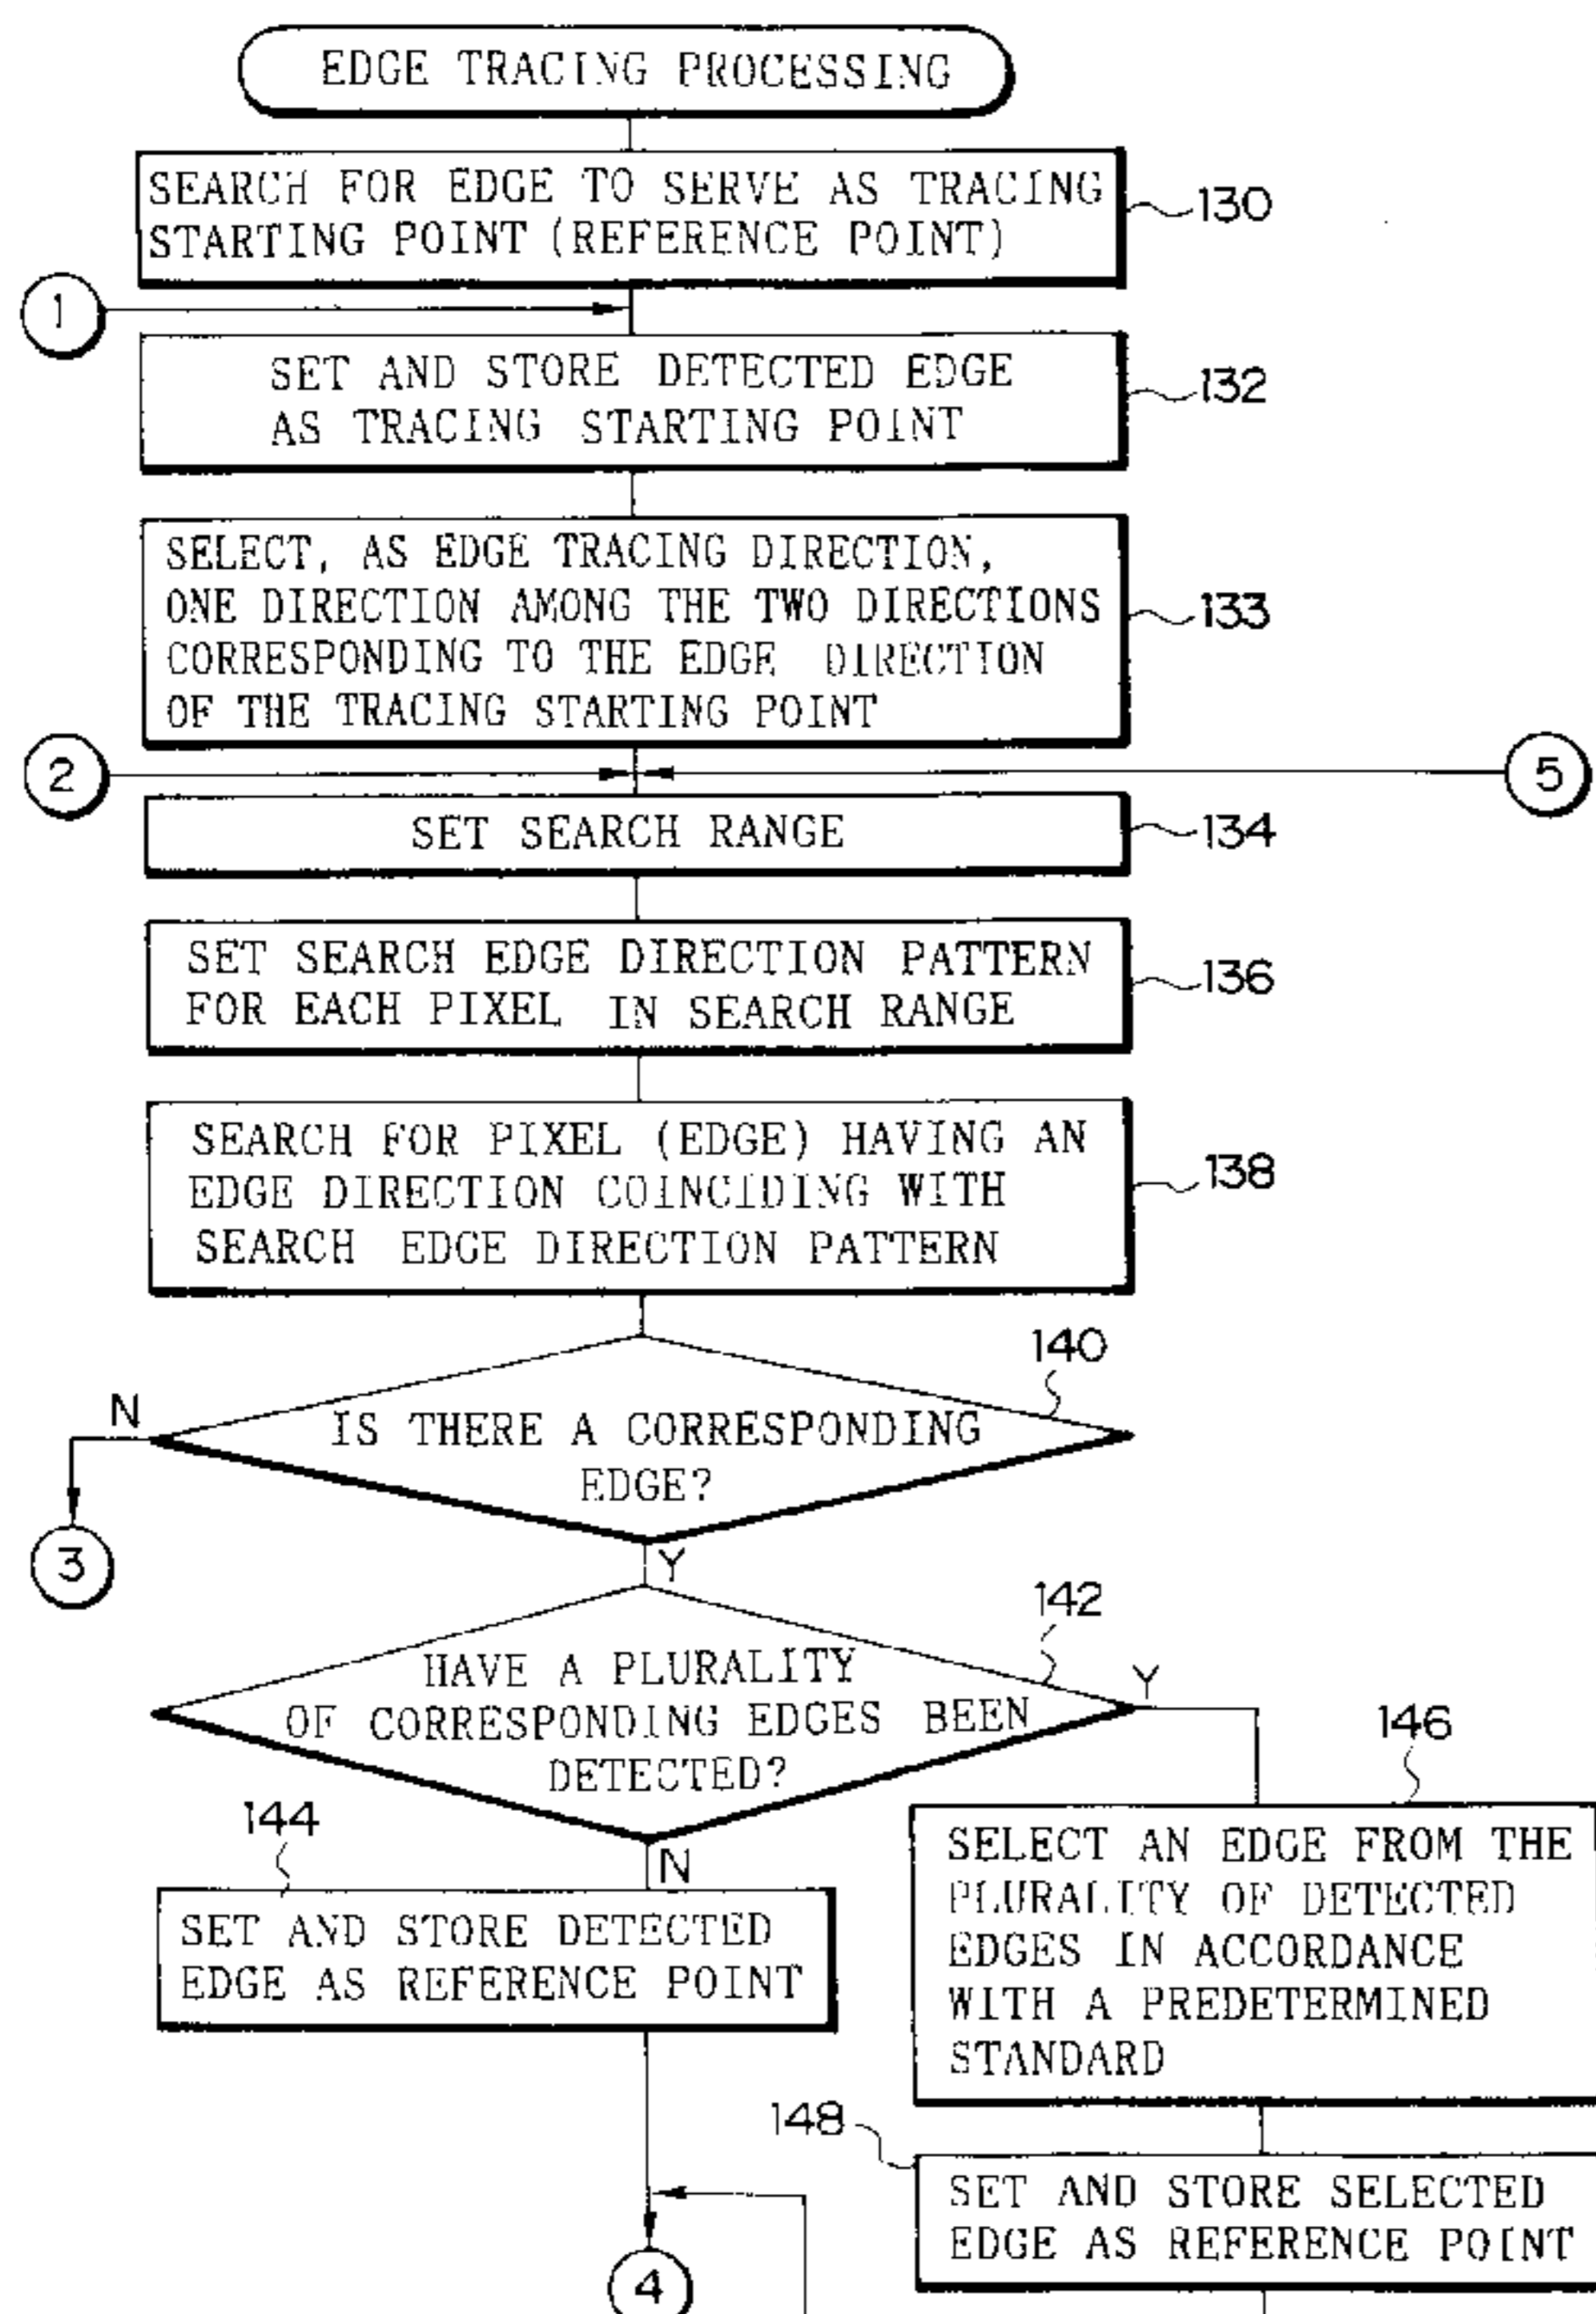 EDGE TRACING PROCESSING
SEARCH FOR EDGE TO SERVE AS TRACING
STARTING POINT (REFERENCE POINT)
130
1
SET AND STORE DETECTED EDGE
AS TRACING STARTING POINT
132
SELECT, AS EDGE TRACING DIRECTION,
ONE DIRECTION AMONG THE TWO DIRECTIONS
CORRESPONDING TO THE EDGE DIRECTION
OF THE TRACING STARTING POINT
133
2
5
SET SEARCH RANGE
134
SET SEARCH EDGE DIRECTION PATTERN
FOR EACH PIXEL IN SEARCH RANGE
136
SEARCH FOR PIXEL (EDGE) HAVING AN
EDGE DIRECTION COINCIDING WITH
SEARCH EDGE DIRECTION PATTERN
138
140
N
IS THERE A CORRESPONDING
EDGE?
3
Y
142
HAVE A PLURALITY
OF CORRESPONDING EDGES BEEN
DETECTED?
Y
N
144
SET AND STORE DETECTED
EDGE AS REFERENCE POINT
146
SELECT AN EDGE FROM THE
PLURALITY OF DETECTED
EDGES IN ACCORDANCE
WITH A PREDETERMINED
STANDARD
148
SET AND STORE SELECTED
EDGE AS REFERENCE POINT
4